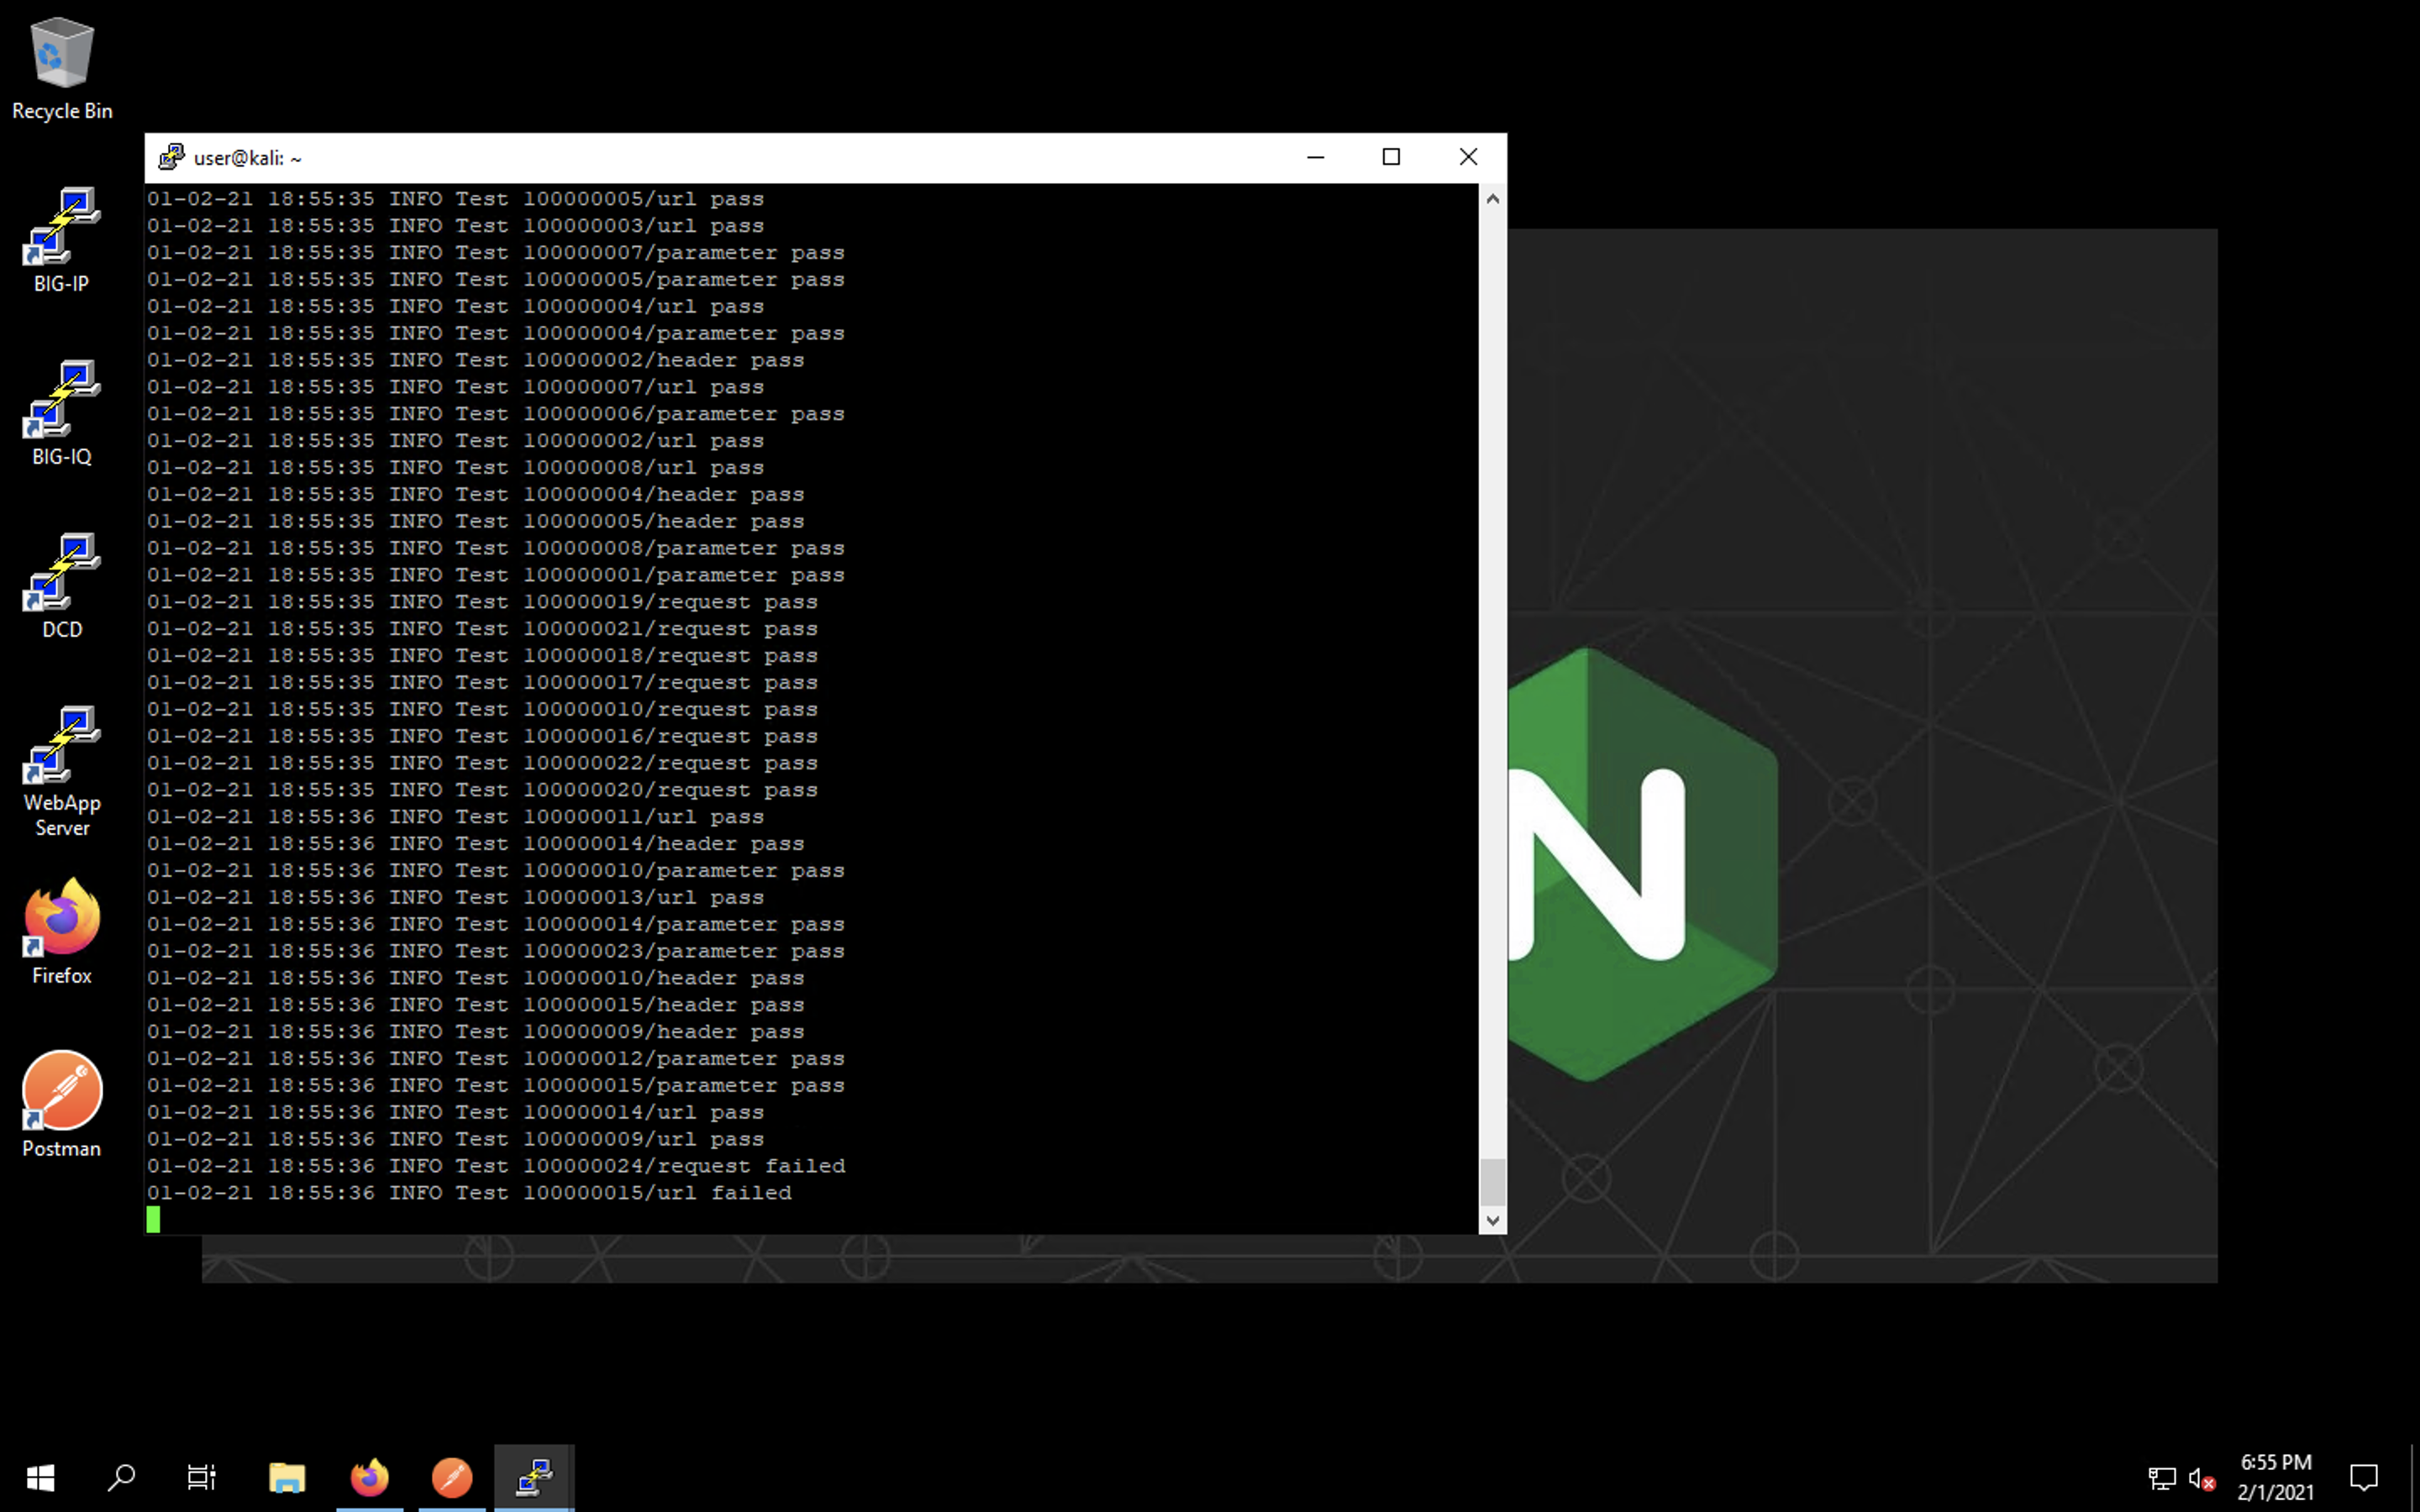 Recycle Bin
BIG-IP
BIG-IQ
DCD
WebApp
Server
Firefox
Postman
user@kali: ~
01-02-21 18:55:35 INFO Test 100000005/url pass
01-02-21 18:55:35 INFO Test 100000003/url pass
01-02-21 18:55:35 INFO Test 100000007/parameter pass
01-02-21 18:55:35 INFO Test 100000005/parameter pass
01-02-21 18:55:35 INFO Test 100000004/url pass
01-02-21 18:55:35 INFO Test 100000004/parameter pass
01-02-21 18:55:35 INFO Test 100000002/header pass
01-02-21 18:55:35 INFO Test 100000007/url pass
01-02-21 18:55:35 INFO Test 100000006/parameter pass
01-02-21 18:55:35 INFO Test 100000002/url pass
01-02-21 18:55:35 INFO Test 100000008/url pass
01-02-21 18:55:35 INFO Test 100000004/header pass
01-02-21 18:55:35 INFO Test 100000005/header pass
01-02-21 18:55:35 INFO Test 100000008/parameter pass
01-02-21 18:55:35 INFO Test 100000001/parameter pass
01-02-21 18:55:35 INFO Test 100000019/request pass
01-02-21 18:55:35 INFO Test 100000021/request pass
01-02-21 18:55:35 INFO Test 100000018/request pass
01-02-21 18:55:35 INFO Test 100000017/request pass
01-02-21 18:55:35 INFO Test 100000010/request pass
01-02-21 18:55:35 INFO Test 100000016/request pass
01-02-21 18:55:35 INFO Test 100000022/request pass
01-02-21 18:55:35 INFO Test 100000020/request pass
01-02-21 18:55:36 INFO Test 100000011/url pass
01-02-21 18:55:36 INFO Test 100000014/header pass
01-02-21 18:55:36 INFO Test 100000010/parameter pass
01-02-21 18:55:36 INFO Test 100000013/url pass
01-02-21 18:55:36 INFO Test 100000014/parameter pass
01-02-21 18:55:36 INFO Test 100000023/parameter pass
01-02-21 18:55:36 INFO Test 100000010/header pass
01-02-21 18:55:36 INFO Test 100000015/header pass
01-02-21 18:55:36 INFO Test 100000009/header pass
01-02-21 18:55:36 INFO Test 100000012/parameter pass
01-02-21 18:55:36 INFO Test 100000015/parameter pass
01-02-21 18:55:36 INFO Test 100000014/url pass
01-02-21 18:55:36 INFO Test 100000009/url pass
01-02-21 18:55:36 INFO Test 100000024/request failed
01-02-21 18:55:36 INFO Test 100000015/url failed
N
6:55 PM
2/1/2021